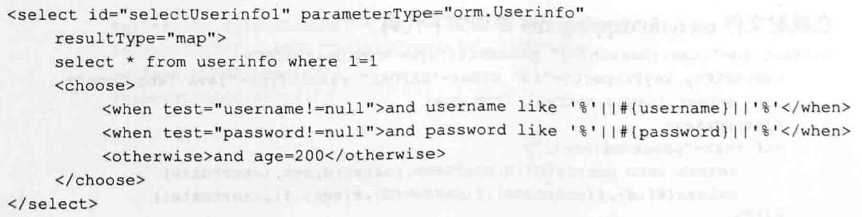 <select id="selectUserinfo1" parameterType="orm.Userinfo"
resultType="map">
select * from userinfo where 1=1
<choose>
<when test="username!=null">and username like '%'||#{username}||'%'</when>
<when test="password!=null">and password like '%'||#{password}||'%'</when>
<otherwise>and age=200</otherwise>
</choose>
</select>